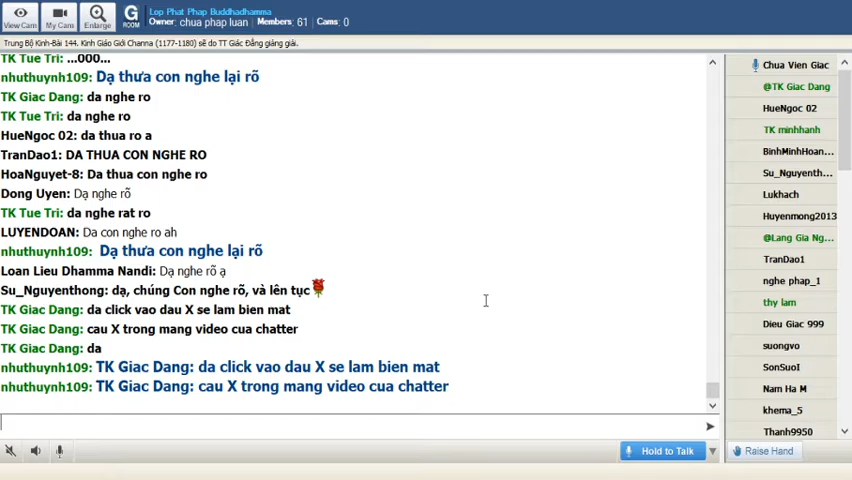 Lop Phat Phap Buddhadhamma
Owner: chua phap luan , Members: 61 , Cams: 0
View Cam
My Cams
Enlarge
G
ROOM
Trung Bộ Kinh-Bài 144. Kinh Giáo Giới Channa (1177-1180) sẽ do TT Giác Đẳng giảng giải.
TK Tue Tri: ...000...
nhuthuynh109: Dạ thưa con nghe lại rõ
TK Giac Dang: da nghe ro
TK Tue Tri: da nghe ro
HueNgoc 02: da thua ro a
TranDao1: DA THUA CON NGHE RO
HoaNguyet-8: Da thua con nghe ro
Dong Uyen: Dạ nghe rõ
TK Tue Tri: da nghe rat ro
LUYENDOAN: Da con nghe ro ah
nhuthuynh109: Dạ thưa con nghe lại rõ
Loan Lieu Dhamma Nandi: Dạ nghe rõ ạ
Su_Nguyenthong: dạ, chúng Con nghe rõ, và lên tục
TK Giac Dang: da click vao dau X se lam bien mat
TK Giac Dang: cau X trong mang video cua chatter
TK Giac Dang: da
nhuthuynh109: TK Giac Dang: da click vao dau X se lam bien mat
nhuthuynh109: TK Giac Dang: cau X trong mang video cua chatter
Hold to Talk
Chua Vien Giac
@TK Giac Dang
HueNgoc 02
TK minhhanh
BinhMinhHoan...
Su_Nguyenth...
Lukhach
Huyenmong2013
@Lang Gia Ng...
TranDao1
nghe phap_1
thy lam
Dieu Giac 999
suongvo
SonSuoI
Nam Ha M
khema_5
Thanh9950
Raise Hand